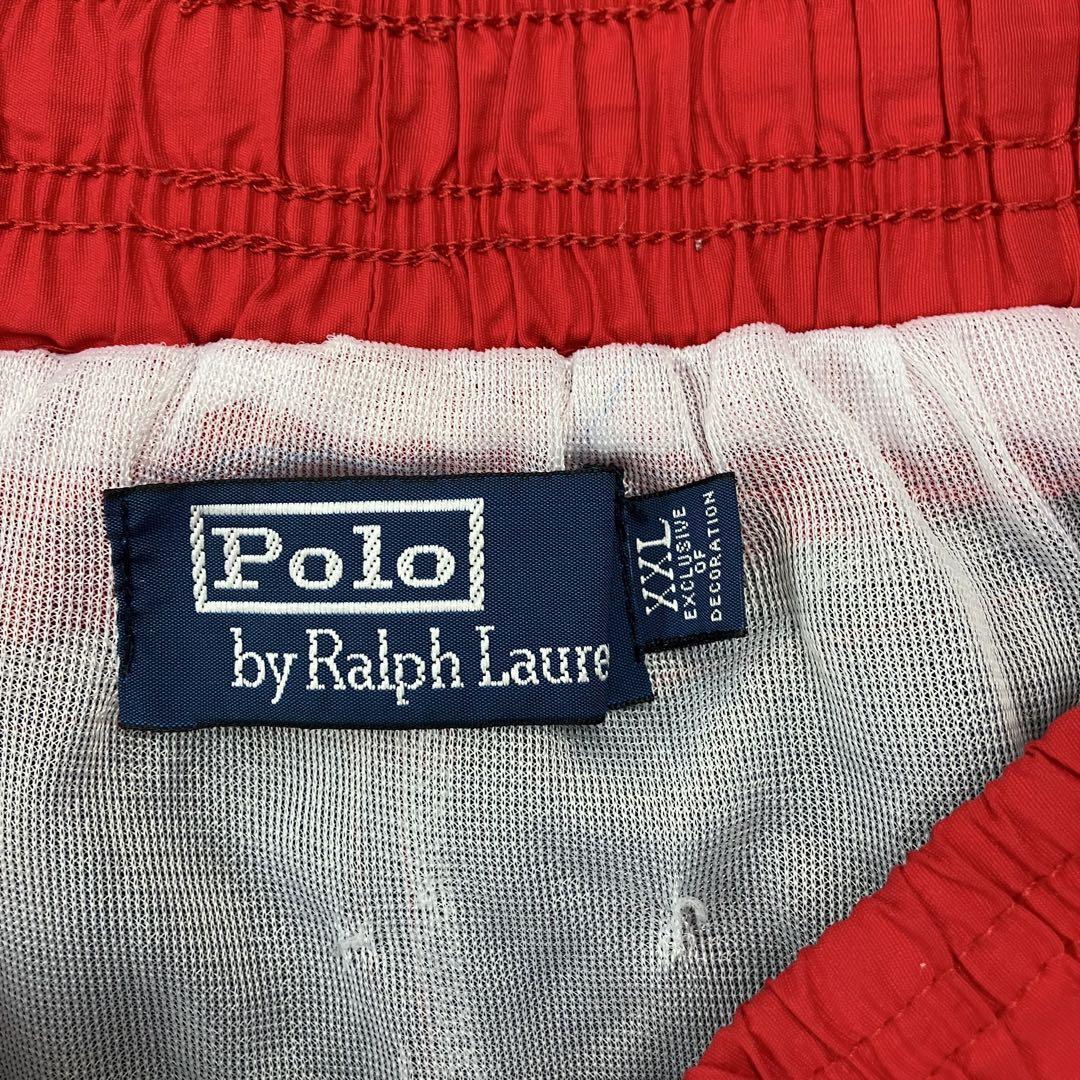 Polo
by Ralph Laure
XXL
EXCLUSIVE
OF
DECORATION